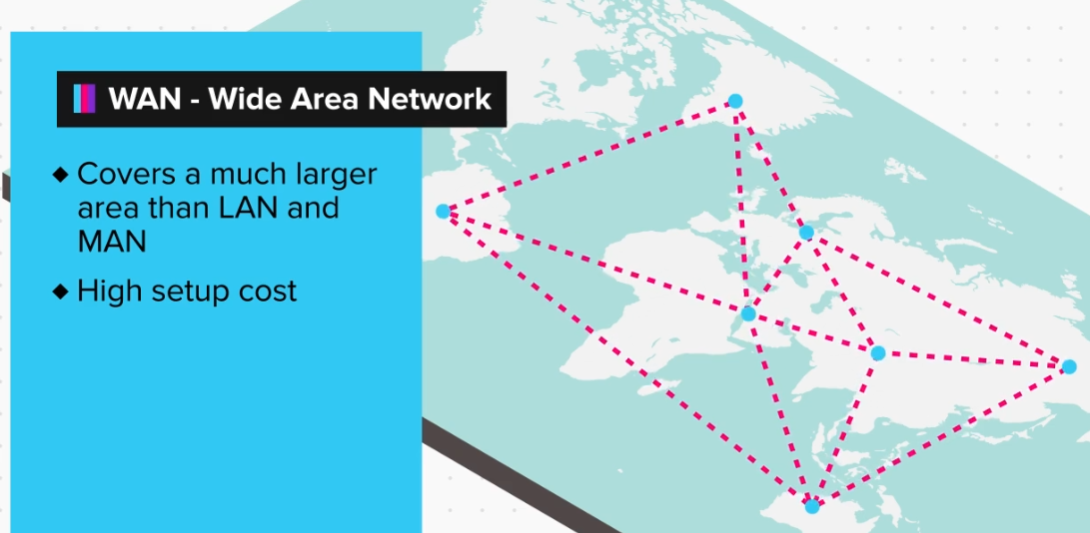 WAN - Wide Area Network
◆ Covers a much larger
area than LAN and
MAN
◆ High setup cost